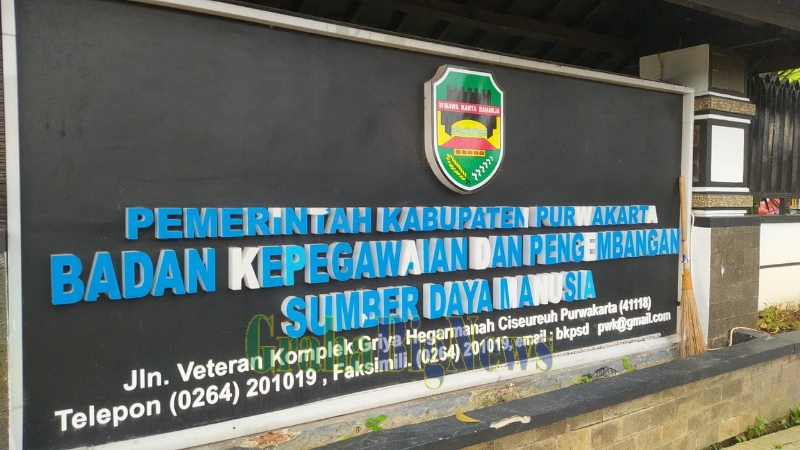 WIBAWA KARTA RAHARJA
PEMERINTAH KABUPATEN PURWAKARTA
BADAN KEPEGAWAIAN DAN PENGEMBANGAN
SUMBER DAYA MANUSIA
Jln. Veteran Komplek Griya Hegarmanah Ciseureuh Purwakarta (41118)
Telepon (0264) 201019 , Faksimili. (0264) 201019, email : bkpsd pwk@gmail.com
GrahaBigNews